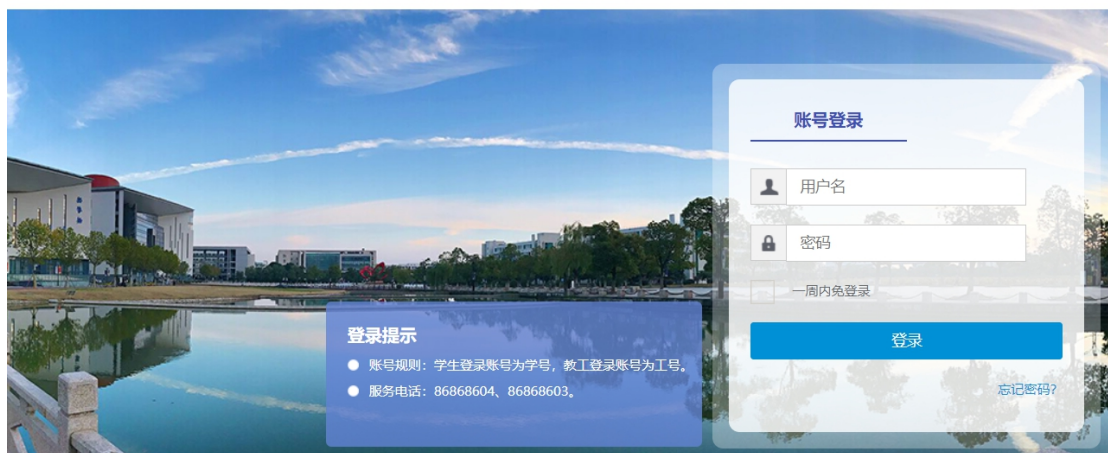 账号登录
用户名
密码
一周内免登录
登录
忘记密码?
登录提示
账号规则：学生登录账号为学号，教工登录账号为工号。
服务电话：86868604、86868603。